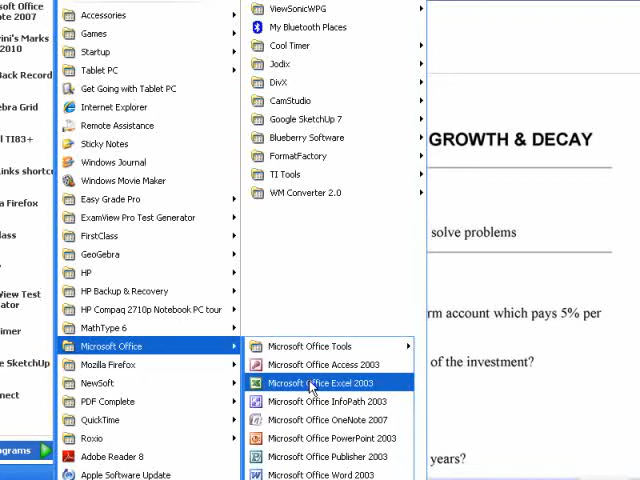 soft Office
te 2007
ini's Marks
2010
Back Record
bra Grid
l TI83+
inks shortc
a Firefox
ass
View Test
ator
imer
e SketchUp
nect
grams
Accessories
Games
Startup
Tablet PC
Get Going with Tablet PC
Internet Explorer
Remote Assistance
Sticky Notes
Windows Journal
Windows Movie Maker
Easy Grade Pro
ExamView Pro Test Generator
FirstClass
GeoGebra
HP
HP Backup & Recovery
HP Compaq 2710p Notebook PC tour
MathType 6
Microsoft Office
Mozilla Firefox
NewSoft
PDF Complete
QuickTime
Roxio
Adobe Reader 8
Apple Software Update
ViewSonicWPG
My Bluetooth Places
Cool Timer
Jodix
DivX
CamStudio
Google SketchUp 7
Blueberry Software
FormatFactory
TI Tools
WM Converter 2.0
Microsoft Office Tools
Microsoft Office Access 2003
Microsoft Office Excel 2003
Microsoft Office InfoPath 2003
Microsoft Office OneNote 2007
Microsoft Office PowerPoint 2003
Microsoft Office Publisher 2003
Microsoft Office Word 2003
GROWTH & DECAY
solve problems
rm account which pays 5% per
of the investment?
years?